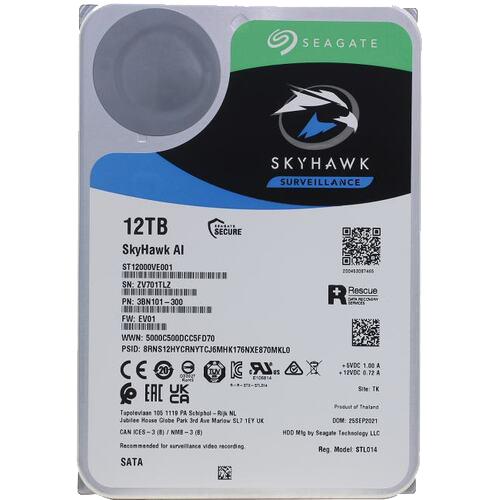 SEAGATE
SKYHAWK
SURVEILLANCE
12TB
SEAGATE
SECURE
SkyHawk AI
ST12000VE001
SN: ZV701TLZ
PN: 3BN101-300
FW: EV01
WWN: 5000C500DCC5FD70
PSID: 8RNS12HYCRNYTCJ6MHK176NXE870MKL0
200453087465
Rescue
DATA RECOVERY
SERVICES
+5VDC 1.00 A
+12VDC 0.72 A
E106814
Site: TK
Tupolevlaan 105 1119 PA Schiphol - Rijk NL
Jubilee House Globe Park 3rd Ave Marlow SL7 1EY UK
Product of Thailand
DOM: 25SEP2021
CAN ICES-3 (B) / NMB-3 (B)
HDD Mfg by Seagate Technology LLC
Recommended for surveillance video recording.
Reg. Model: STL014
SATA